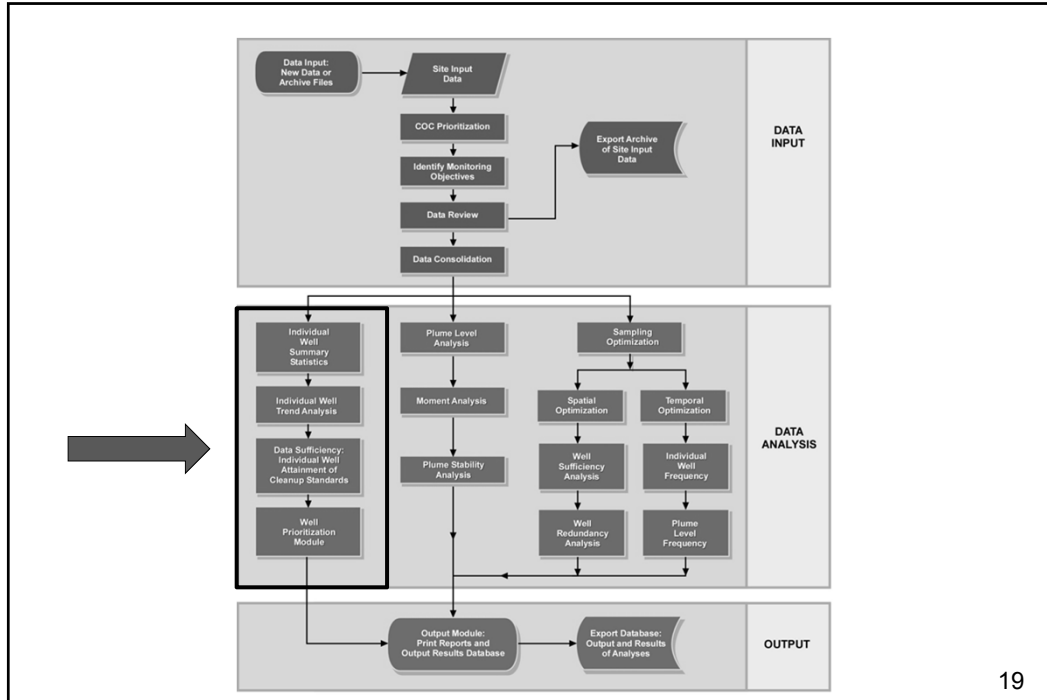 Data Input:
New Data or
Archive Files
Site Input
Data
COC Prioritization
Identify Monitoring
Objectives
Data Review
Data Consolidation
Export Archive
of Site Input
Data
DATA
INPUT
Individual
Well
Summary
Statistics
Individual Well
Trend Analysis
Data Sufficiency:
Individual Well
Attainment of
Cleanup Standards
Well
Prioritization
Module
Plume Level
Analysis
Moment Analysis
Plume Stability
Analysis
Sampling
Optimization
Spatial
Optimization
Well
Sufficiency
Analysis
Well
Redundancy
Analysis
Temporal
Optimization
Individual
Well
Frequency
Plume
Level
Frequency
DATA
ANALYSIS
Output Module:
Print Reports and
Output Results Database
Export Database:
Output and Results
of Analyses
OUTPUT
19